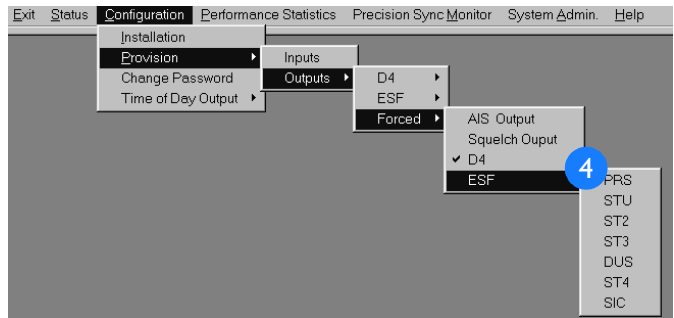 Exit Status Configuration Performance Statistics Precision Sync Monitor System Admin. Help
Installation
Provision
Change Password
Time of Day Output
Inputs
Outputs
D4
ESF
Forced
AIS Output
Squelch Ouput
D4
ESF
4
PRS
STU
ST2
ST3
DUS
ST4
SIC